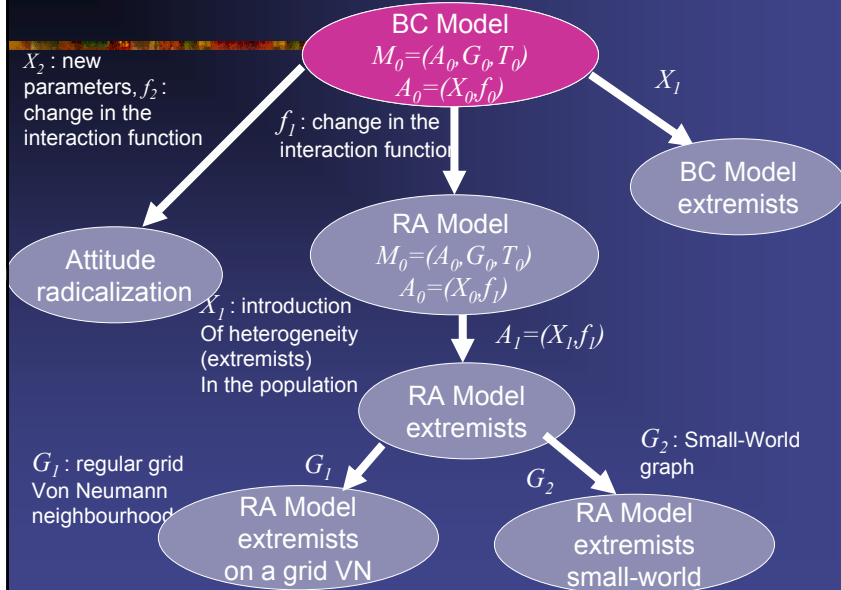 BC Model
M₀=(A₀,G₀,T₀)
A₀=(X₀,f₀)
X₂ : new
parameters, f₂ :
change in the
interaction function
f₁ : change in the
interaction function
X₁
BC Model
extremists
Attitude
radicalization
RA Model
M₀=(A₀,G₀,T₀)
A₀=(X₀,f₁)
X₁ : introduction
Of heterogeneity
(extremists)
In the population
A₁=(X₁,f₁)
RA Model
extremists
G₁ : regular grid
Von Neumann
neighbourhood
G₁
G₂
G₂ : Small-World
graph
RA Model
extremists
on a grid VN
RA Model
extremists
small-world